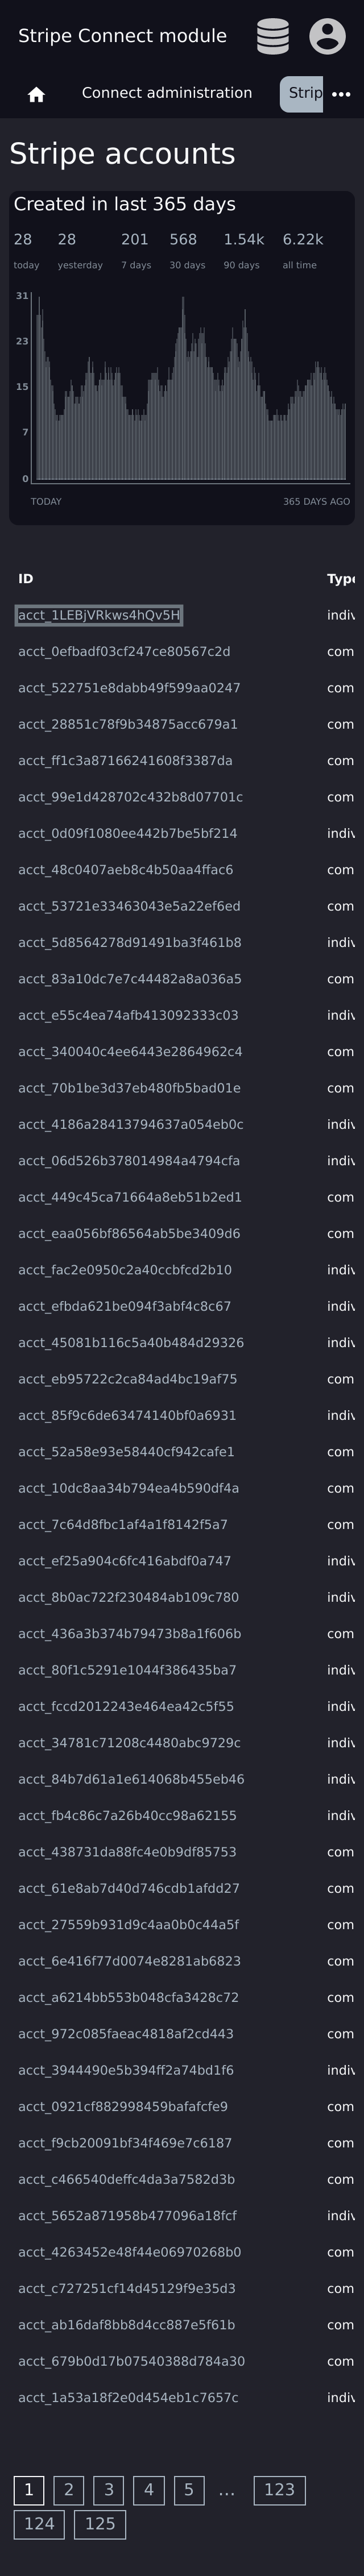 Stripe Connect module
Connect administration Strip
Stripe accounts
Created in last 365 days
28 28 201 568 1.54k 6.22k
today yesterday 7 days 30 days 90 days all time
31
23
15
7
0
TODAY 365 DAYS AGO
ID Type
acct_1LEBjVRkws4hQv5H indiv
acct_0efbadf03cf247ce80567c2d com
acct_522751e8dabb49f599aa0247 com
acct_28851c78f9b34875acc679a1 com
acct_ff1c3a87166241608f3387da com
acct_99e1d428702c432b8d07701c com
acct_0d09f1080ee442b7be5bf214 indiv
acct_48c0407aeb8c4b50aa4ffac6 com
acct_53721e33463043e5a22ef6ed com
acct_5d8564278d91491ba3f461b8 indiv
acct_83a10dc7e7c44482a8a036a5 com
acct_e55c4ea74afb413092333c03 indiv
acct_340040c4ee6443e2864962c4 com
acct_70b1be3d37eb480fb5bad01e com
acct_4186a28413794637a054eb0c indiv
acct_06d526b378014984a4794cfa indiv
acct_449c45ca71664a8eb51b2ed1 com
acct_eaa056bf86564ab5be3409d6 com
acct_fac2e0950c2a40ccbfcd2b10 indiv
acct_efbda621be094f3abf4c8c67 indiv
acct_45081b116c5a40b484d29326 indiv
acct_eb95722c2ca84ad4bc19af75 com
acct_85f9c6de63474140bf0a6931 indiv
acct_52a58e93e58440cf942cafe1 com
acct_10dc8aa34b794ea4b590df4a com
acct_7c64d8fbc1af4a1f8142f5a7 com
acct_ef25a904c6fc416abdf0a747 indiv
acct_8b0ac722f230484ab109c780 indiv
acct_436a3b374b79473b8a1f606b com
acct_80f1c5291e1044f386435ba7 indiv
acct_fccd2012243e464ea42c5f55 indiv
acct_34781c71208c4480abc9729c indiv
acct_84b7d61a1e614068b455eb46 indiv
acct_fb4c86c7a26b40cc98a62155 indiv
acct_438731da88fc4e0b9df85753 com
acct_61e8ab7d40d746cdb1afdd27 com
acct_27559b931d9c4aa0b0c44a5f com
acct_6e416f77d0074e8281ab6823 com
acct_a6214bb553b048cfa3428c72 com
acct_972c085faeac4818af2cd443 com
acct_3944490e5b394ff2a74bd1f6 indiv
acct_0921cf882998459bafafcfe9 com
acct_f9cb20091bf34f469e7c6187 com
acct_c466540deffc4da3a7582d3b com
acct_5652a871958b477096a18fcf indiv
acct_4263452e48f44e06970268b0 com
acct_c727251cf14d45129f9e35d3 com
acct_ab16daf8bb8d4cc887e5f61b com
acct_679b0d17b07540388d784a30 com
acct_1a53a18f2e0d454eb1c7657c indiv
1 2 3 4 5 … 123
124 125